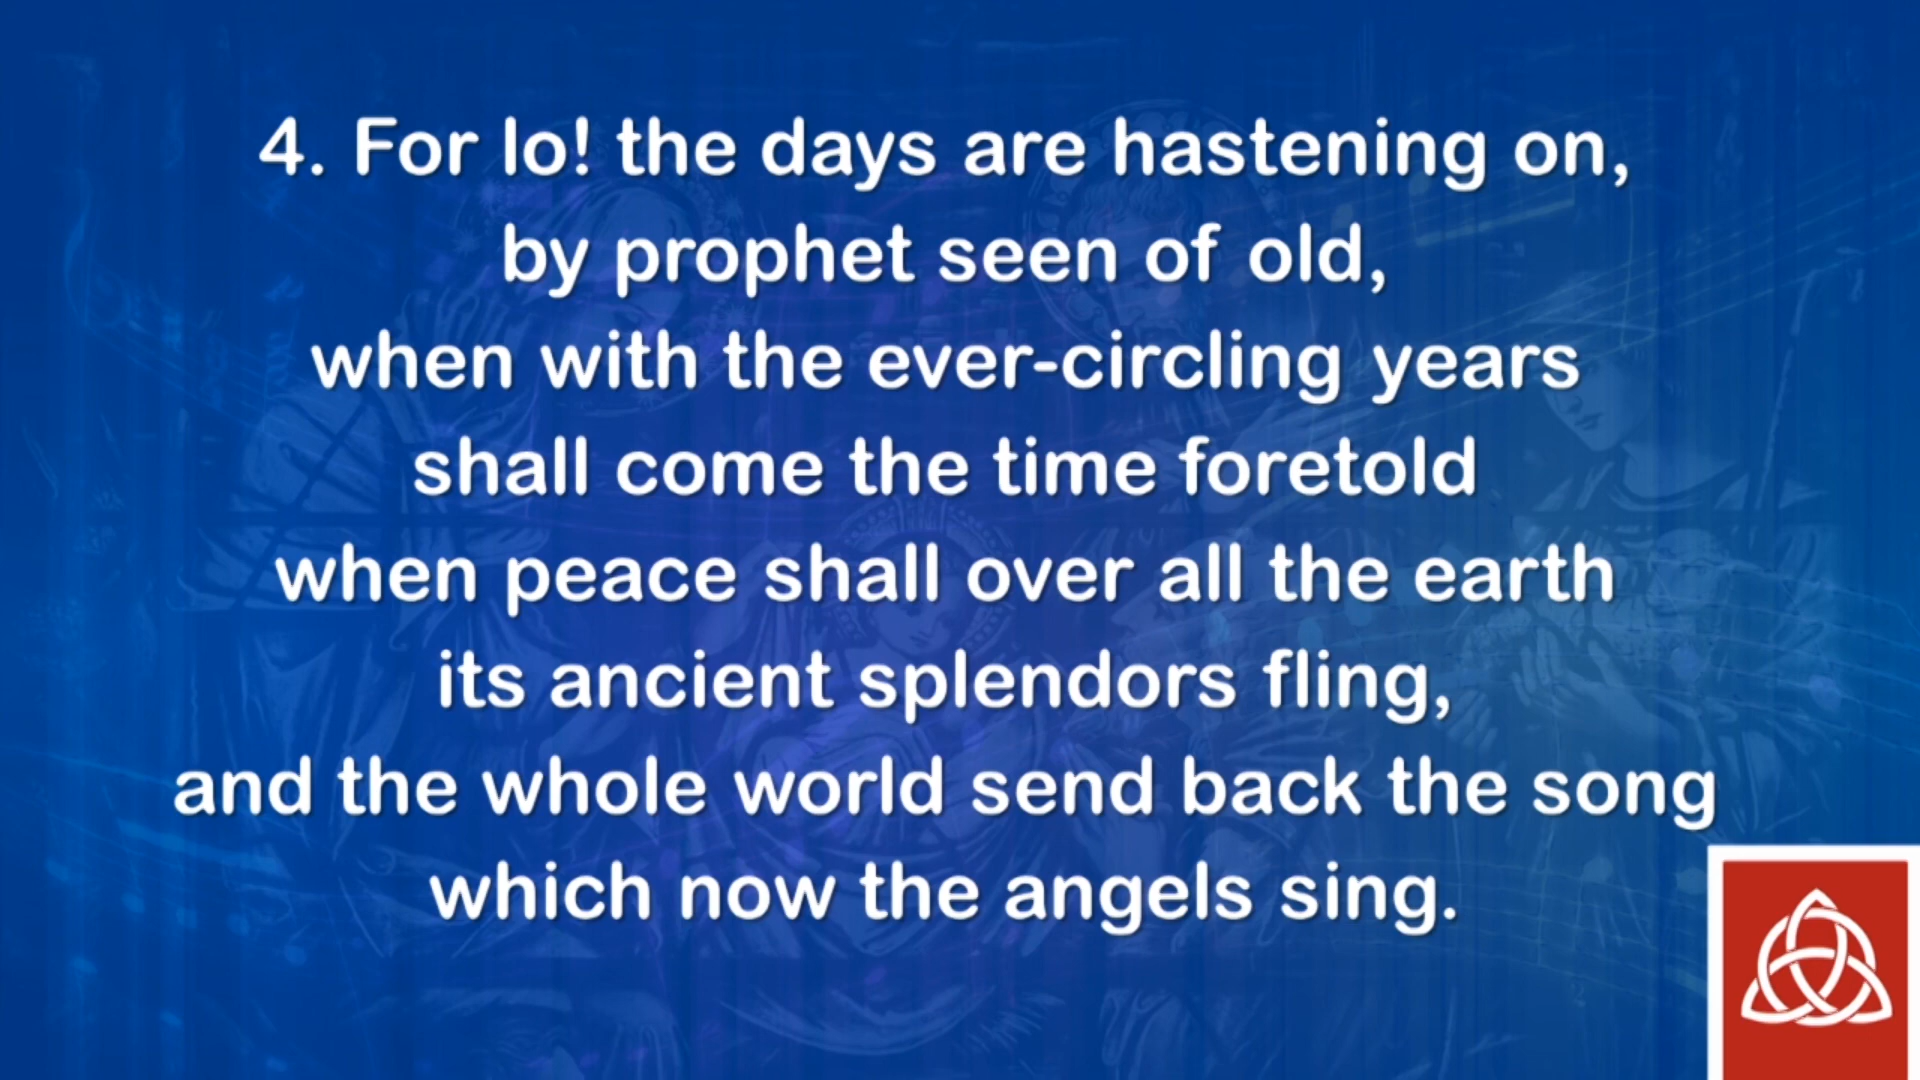 4. For lo! the days are hastening on,
by prophet seen of old,
when with the ever-circling years
shall come the time foretold
when peace shall over all the earth
its ancient splendors fling,
and the whole world send back the song
which now the angels sing.